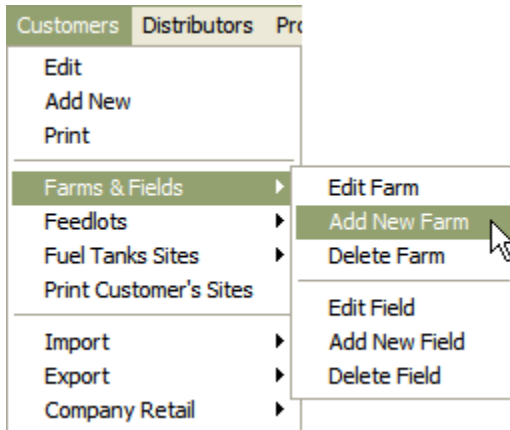 Customers Distributors
Edit
Add New
Print
Farms & Fields
Feedlots
Fuel Tanks Sites
Print Customer's Sites
Import
Export
Company Retail
Edit Farm
Add New Farm
Delete Farm
Edit Field
Add New Field
Delete Field